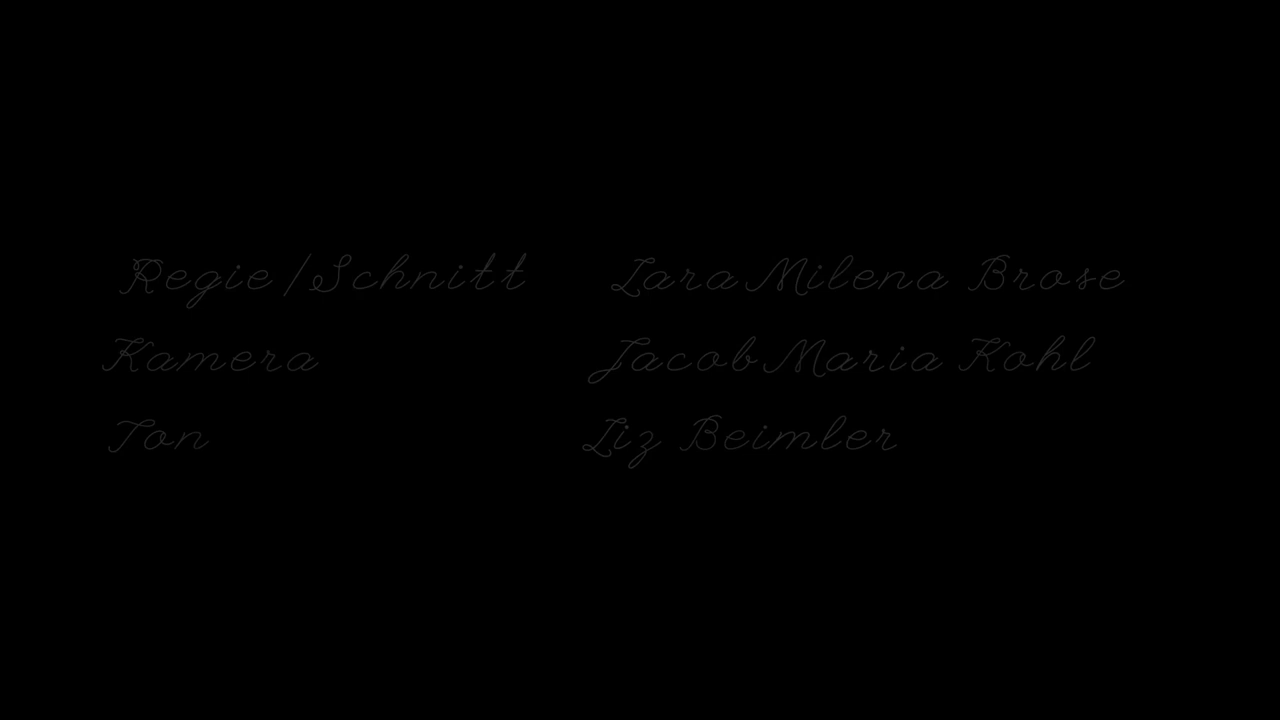 Regie/Schnitt Lara Milena Brose
Kamera Jacob Maria Kohl
Ton Liz Beimler